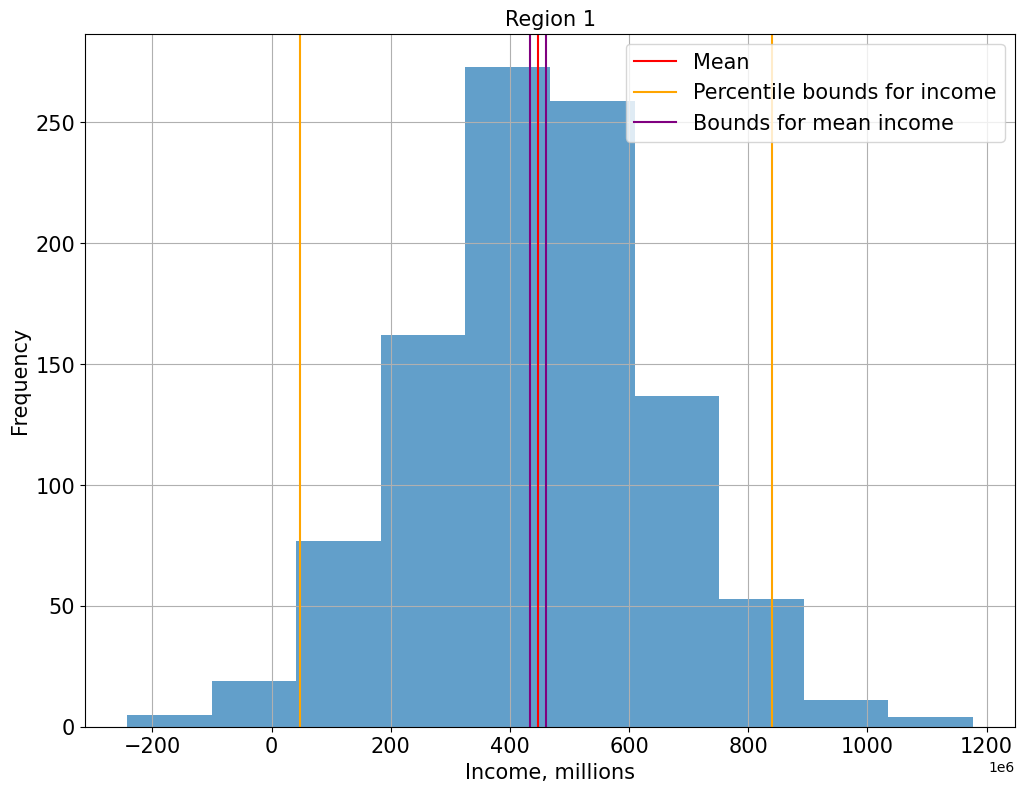 Region 1
Mean
Percentile bounds for income
Bounds for mean income
250
200
150
100
50
0
Frequency
−200 0 200 400 600 800 1000 1200
1e6
Income, millions